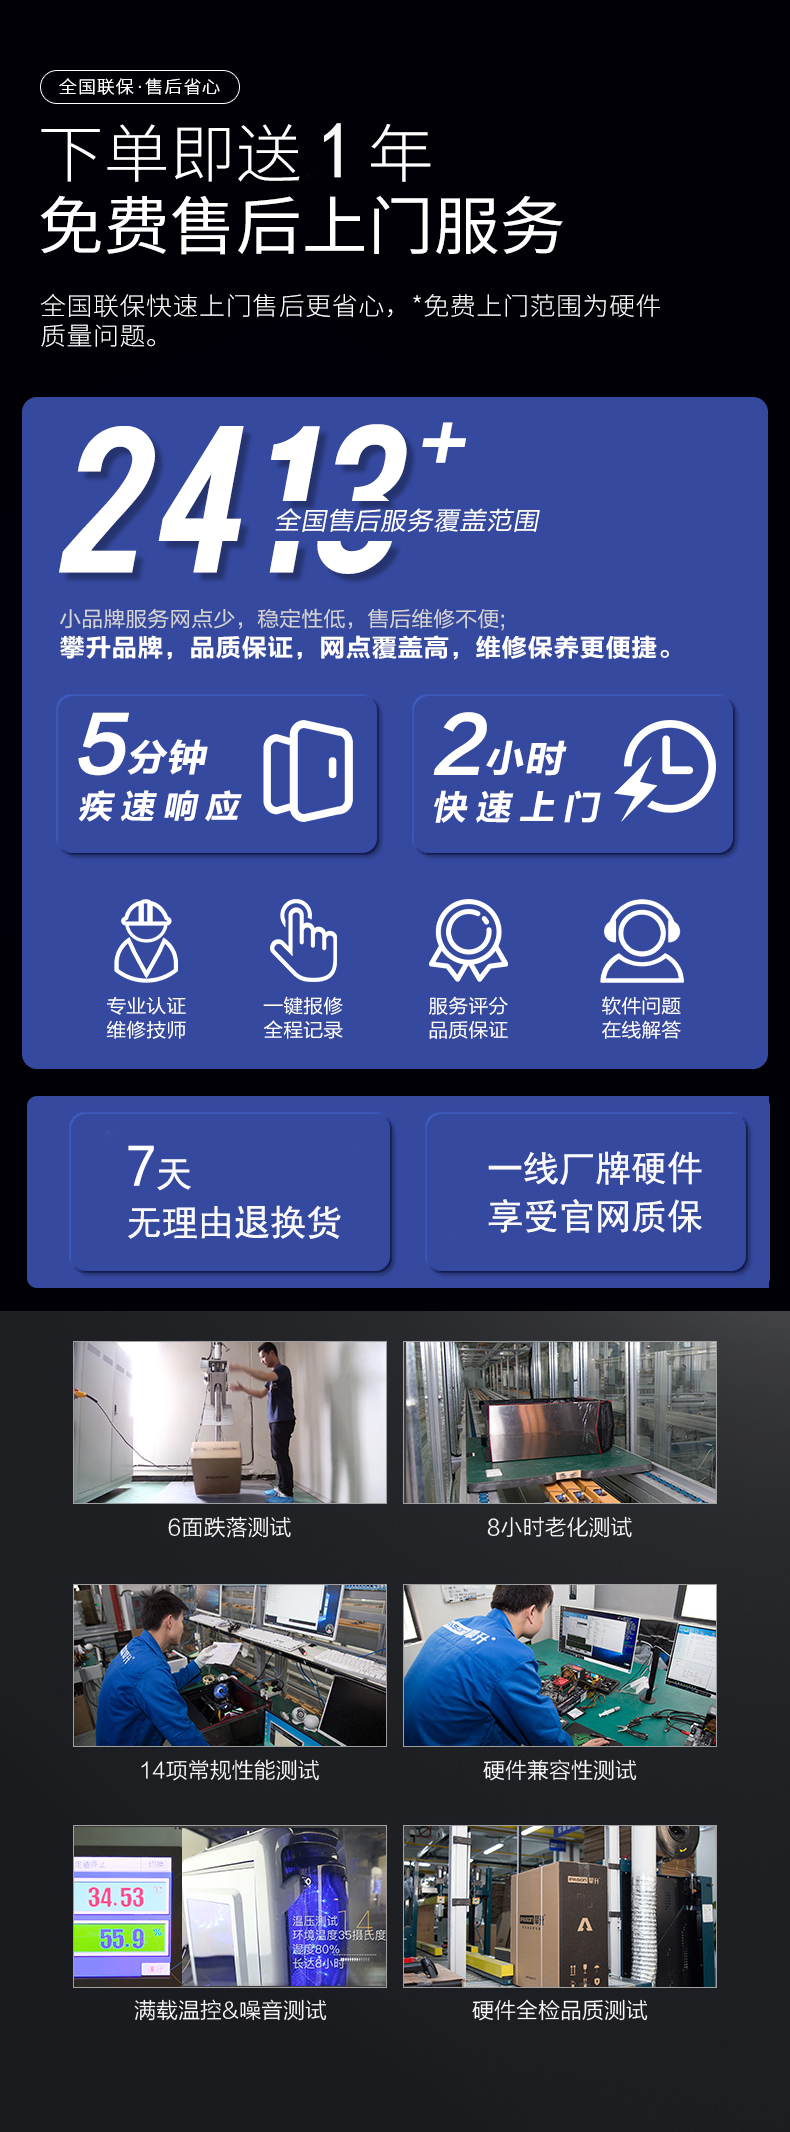 全国联保·售后省心
下单即送1年
免费售后上门服务
全国联保快速上门售后更省心，*免费上门范围为硬件
质量问题。
2413+
全国售后服务覆盖范围
小品牌服务网点少，稳定性低，售后维修不便;
攀升品牌，品质保证，网点覆盖高，维修保养更便捷。
5分钟
疾速响应
2小时
快速上门
专业认证
维修技师
一键报修
全程记录
服务评分
品质保证
软件问题
在线解答
7天
无理由退换货
一线厂牌硬件
享受官网质保
6面跌落测试
8小时老化测试
14项常规性能测试
硬件兼容性测试
34.53
℃
55.9 %
14
温压测试
环境温度35摄氏度
湿度80%
长达8小时
IPASON攀升
满载温控&噪音测试
硬件全检品质测试